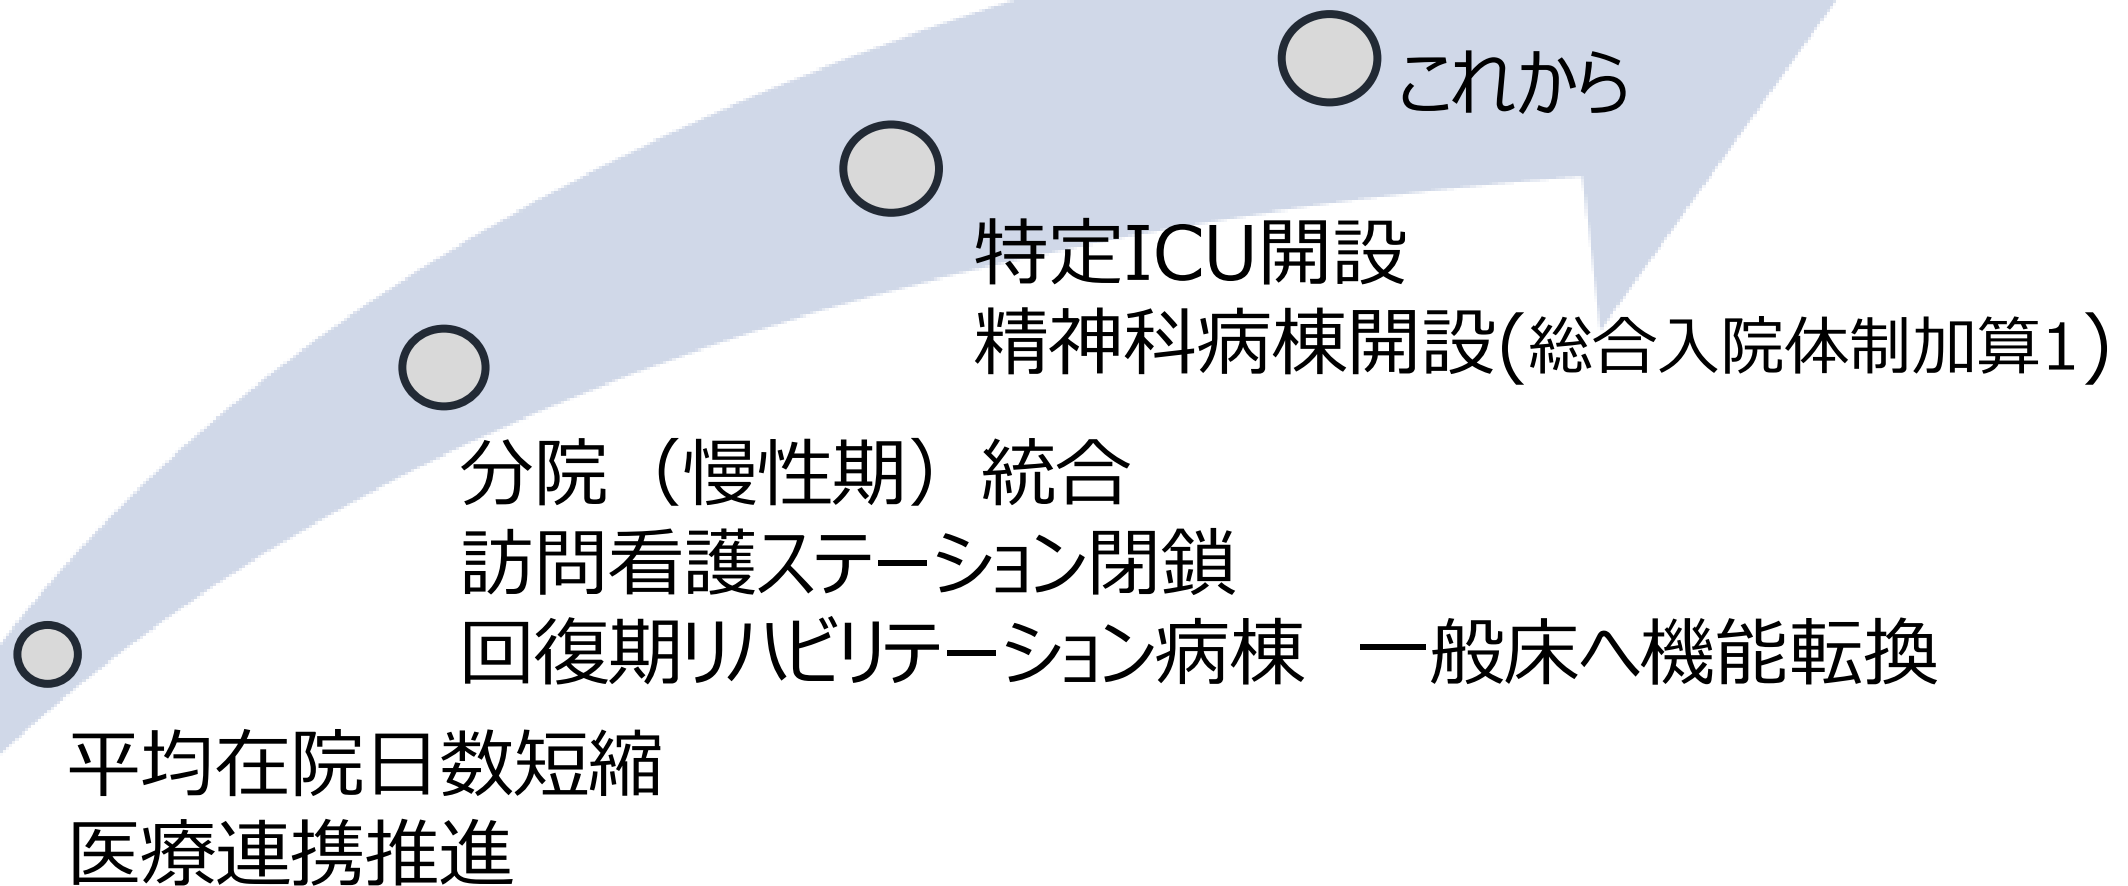 これから
特定ICU開設
精神科病棟開設(総合入院体制加算1)
分院（慢性期）統合
訪問看護ステーション閉鎖
回復期リハビリテーション病棟　一般床へ機能転換
平均在院日数短縮
医療連携推進